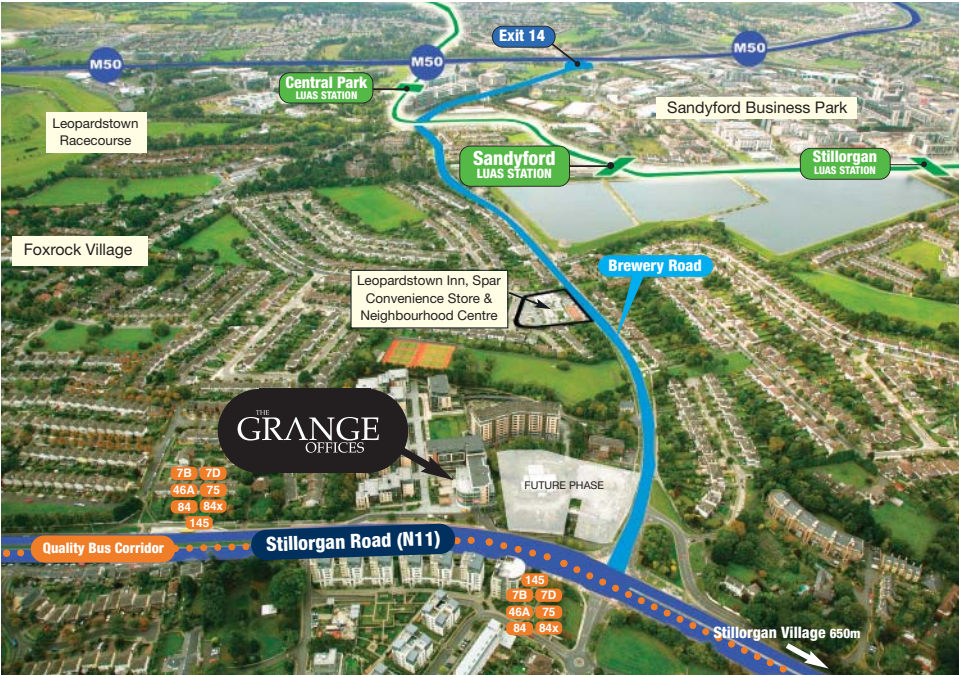 Exit 14
M50
M50
M50
Central Park
LUAS STATION
Leopardstown
Racecourse
Sandyford Business Park
Sandyford
LUAS STATION
Stillorgan
LUAS STATION
Foxrock Village
Brewery Road
Leopardstown Inn, Spar
Convenience Store &
Neighbourhood Centre
THE
GRANGE
OFFICES
7B 7D
46A 75
84 84x
145
FUTURE PHASE
Quality Bus Corridor
Stillorgan Road (N11)
145
7B 7D
46A 75
84 84x
Stillorgan Village 650m